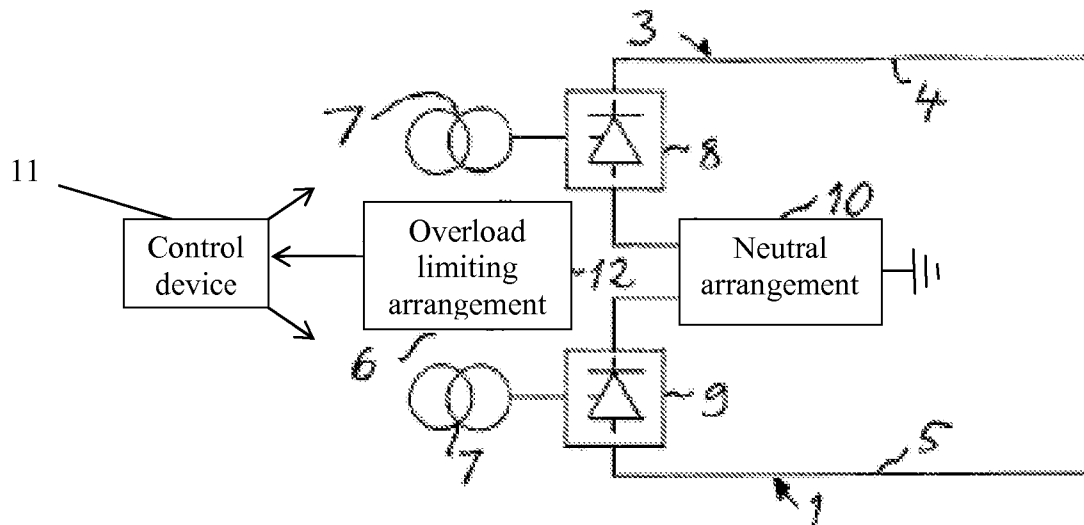 3
4
7
8
11
10
Control
device
Overload
limiting
arrangement
12
Neutral
arrangement
6
9
7
5
1